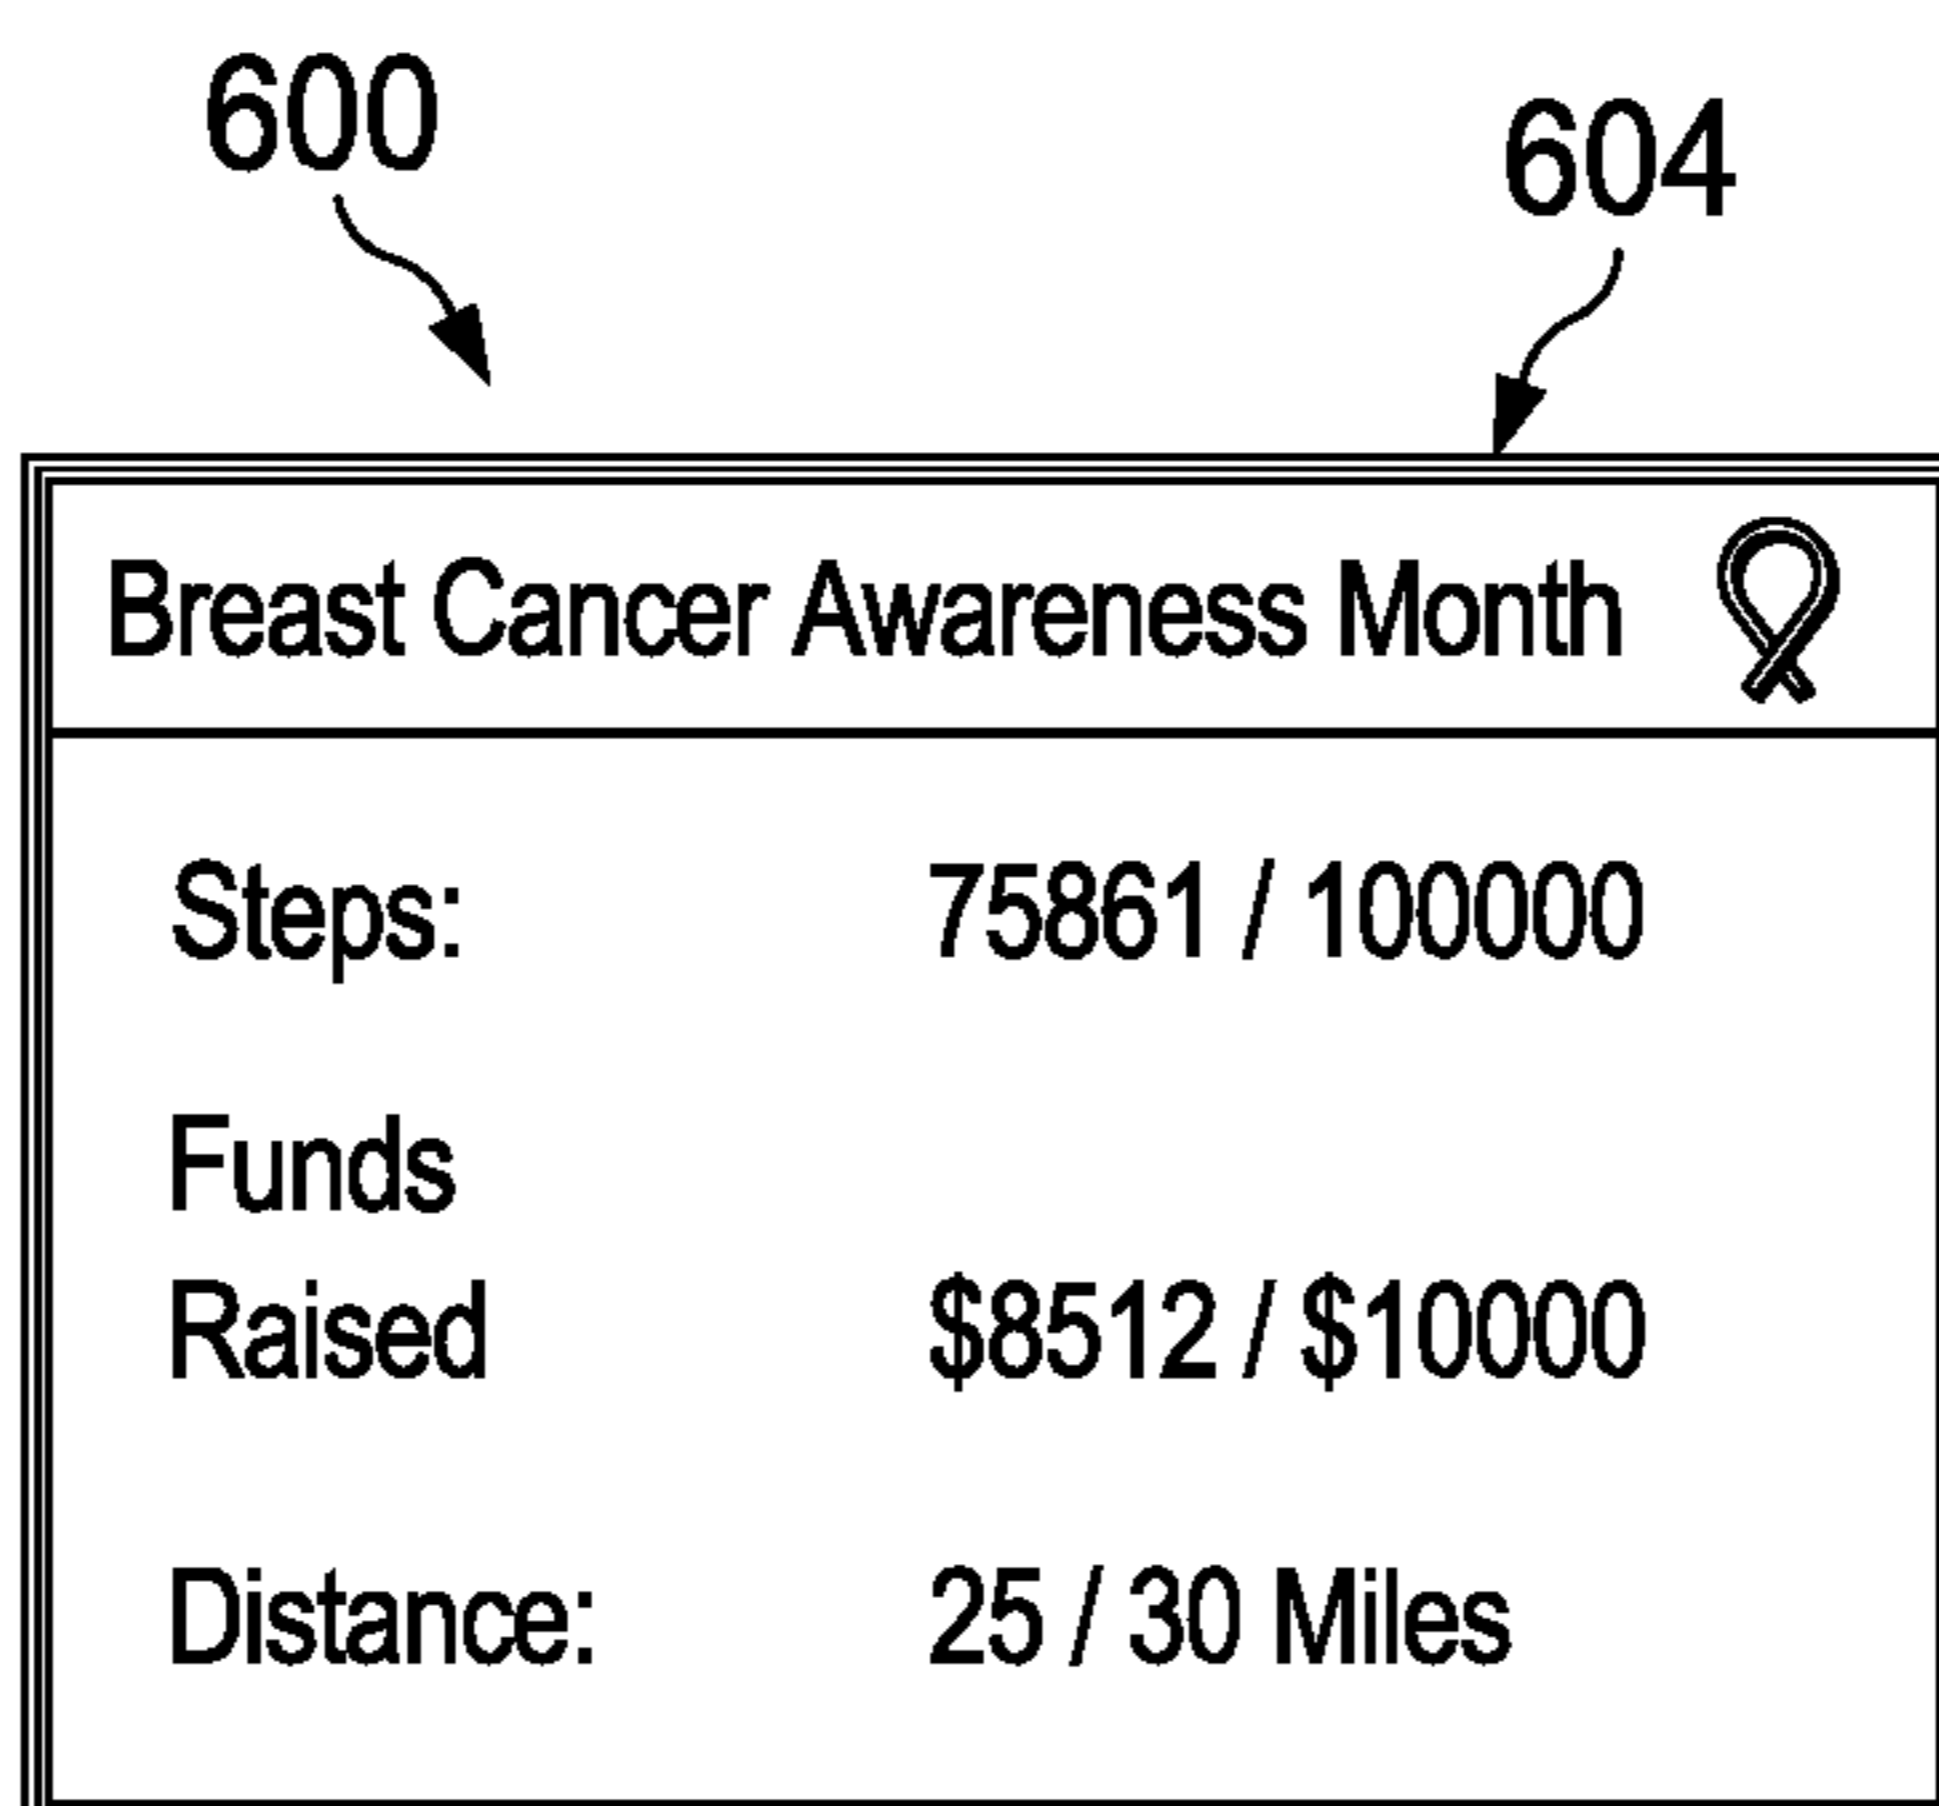 600
604
Breast Cancer Awareness Month
Steps: 75861 / 100000
Funds
Raised $8512 / $10000
Distance: 25 / 30 Miles